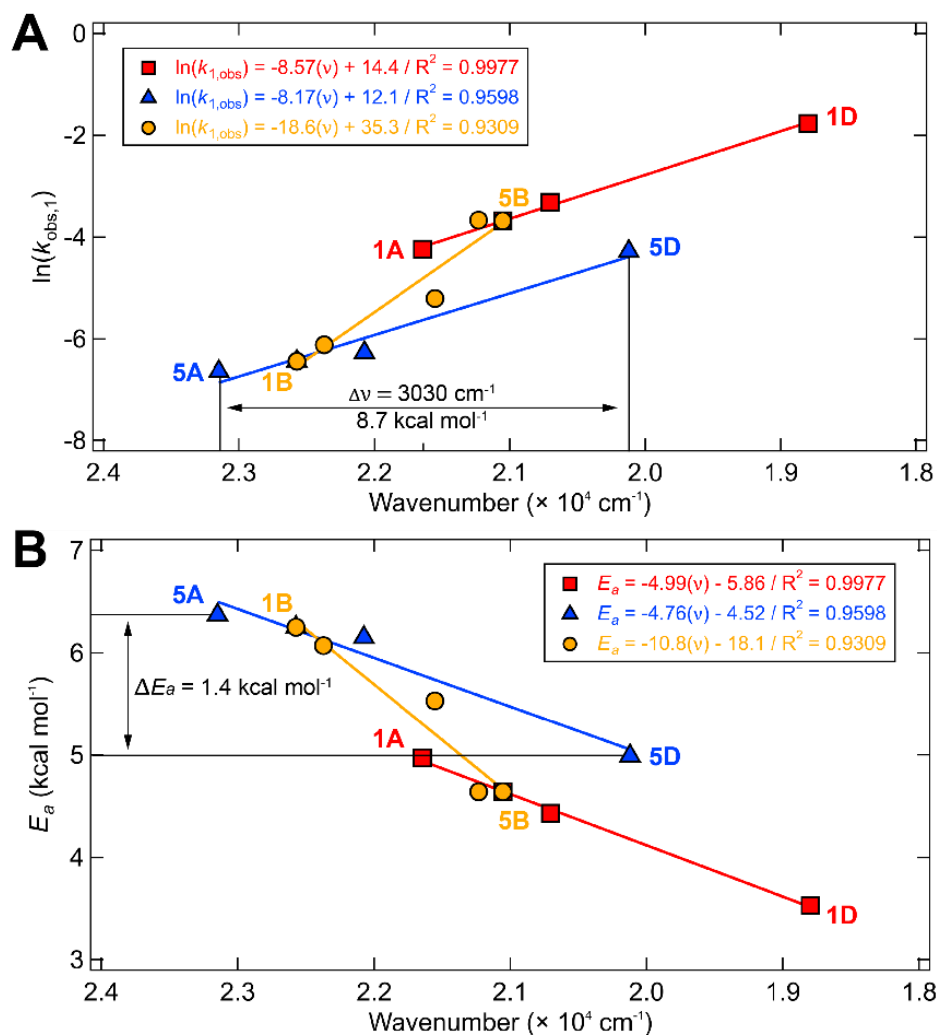 A
ln(k1,obs) = -8.57(ν) + 14.4 / R² = 0.9977
ln(k1,obs) = -8.17(ν) + 12.1 / R² = 0.9598
ln(k1,obs) = -18.6(ν) + 35.3 / R² = 0.9309
0
-2
-4
-6
-8
ln(kobs,1)
1D
5B
1A
5D
5A
1B
Δν = 3030 cm⁻¹
8.7 kcal mol⁻¹
2.4 2.3 2.2 2.1 2.0 1.9 1.8
Wavenumber (× 10⁴ cm⁻¹)
B
Ea = -4.99(ν) - 5.86 / R² = 0.9977
Ea = -4.76(ν) - 4.52 / R² = 0.9598
Ea = -10.8(ν) - 18.1 / R² = 0.9309
7
6
5
4
3
Ea (kcal mol⁻¹)
5A
1B
ΔEa = 1.4 kcal mol⁻¹
1A
5D
5B
1D
2.4 2.3 2.2 2.1 2.0 1.9 1.8
Wavenumber (× 10⁴ cm⁻¹)